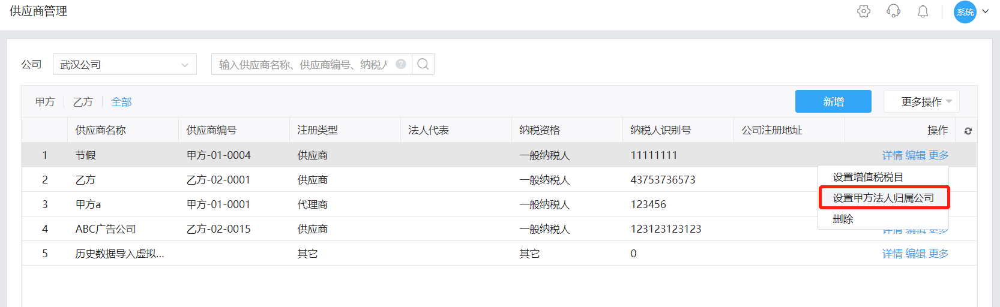 供应商管理
系统
公司 武汉公司 输入供应商名称、供应商编号、纳税人 ?
甲方 乙方 全部 新增 更多操作
供应商名称 供应商编号 注册类型 法人代表 纳税资格 纳税人识别号 公司注册地址 操作
1 节假 甲方-01-0004 供应商 一般纳税人 11111111 详情 编辑 更多
2 乙方 乙方-02-0001 供应商 一般纳税人 43753736573
设置增值税税目
3 甲方a 甲方-01-0001 代理商 一般纳税人 123456
设置甲方法人归属公司
删除
4 ABC广告公司 乙方-02-0015 供应商 一般纳税人 123123123123 详情 编辑 更多
5 历史数据导入虚拟... 其它 其它 0 详情 编辑 更多